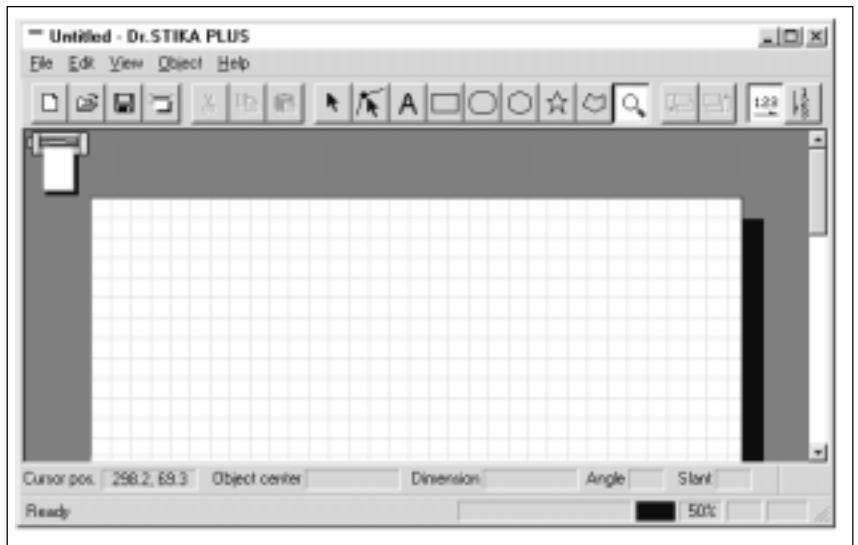 Untitled - Dr.STIKA PLUS
File Edit View Object Help
A 123
Cursor pos. 298.2, 69.3 Object center Dimension Angle Slant
Ready 50%